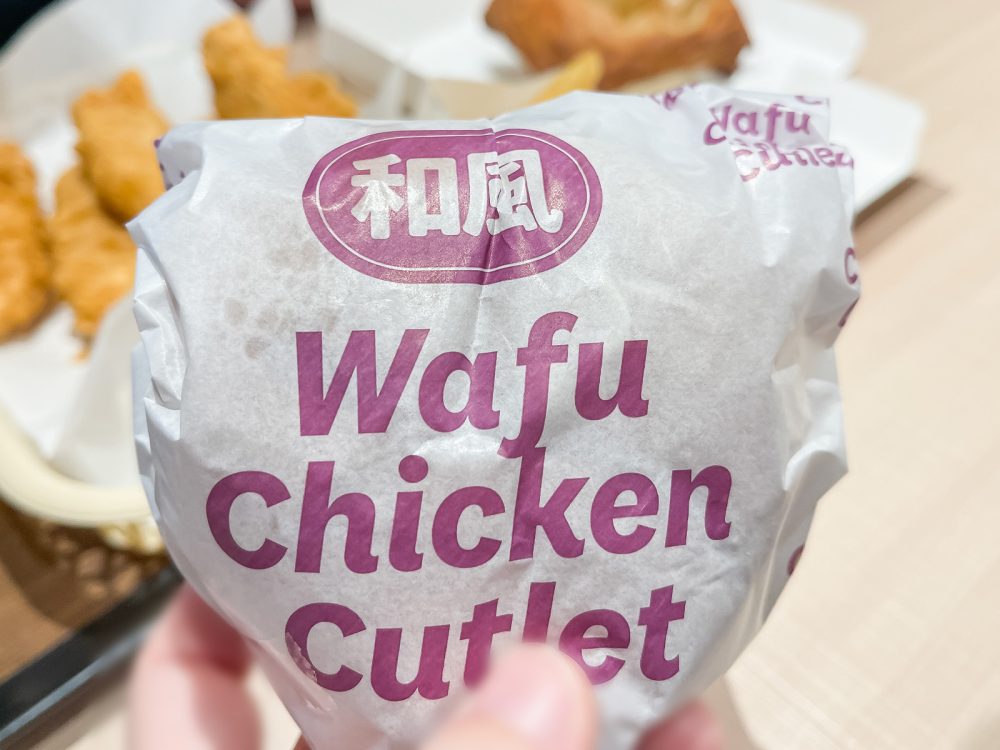 和風
Wafu
Chicken
Cutlet
Wafu